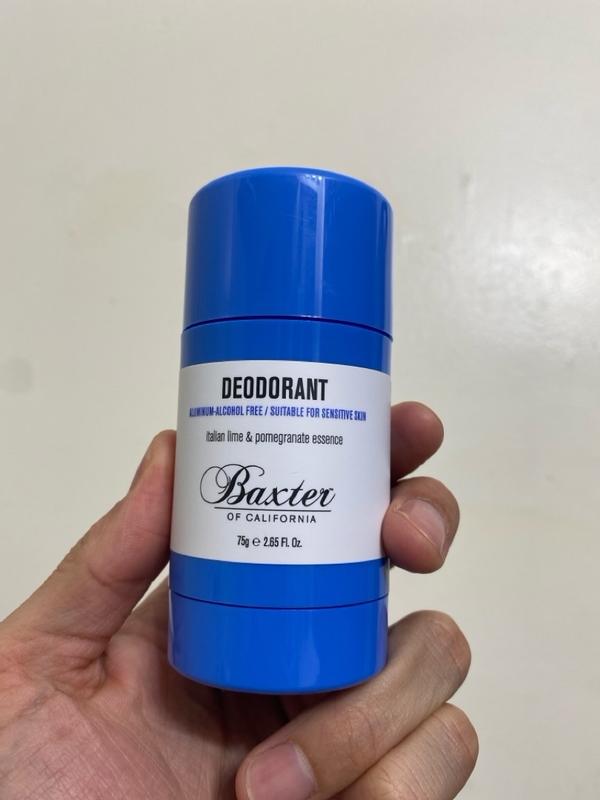 DEODORANT
ALUMINUM-ALCOHOL FREE / SUITABLE FOR SENSITIVE SKIN
italian lime & pomegranate essence
Baxter™
OF CALIFORNIA
75g ℮ 2.65 Fl. Oz.